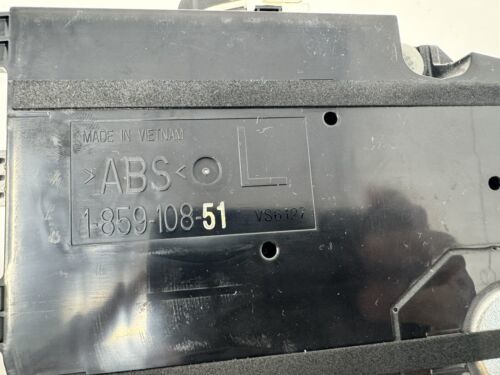 MADE IN VIETNAM
>ABS< L
1-859-108-51 VS6127